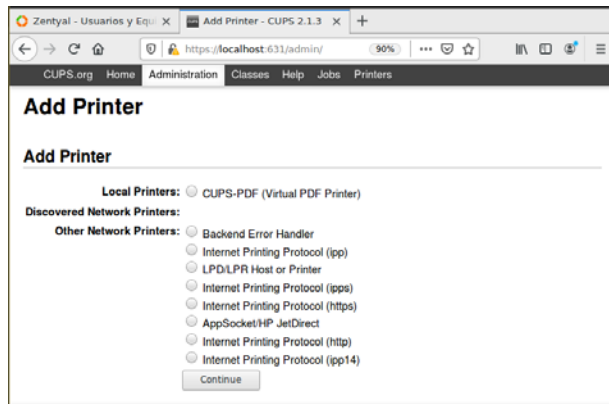 Zentyal - Usuarios y Equi
Add Printer - CUPS 2.1.3
https://localhost:631/admin/
90%
CUPS.org Home Administration Classes Help Jobs Printers
Add Printer
Add Printer
Local Printers: CUPS-PDF (Virtual PDF Printer)
Discovered Network Printers:
Other Network Printers: Backend Error Handler
Internet Printing Protocol (ipp)
LPD/LPR Host or Printer
Internet Printing Protocol (ipps)
Internet Printing Protocol (https)
AppSocket/HP JetDirect
Internet Printing Protocol (http)
Internet Printing Protocol (ipp14)
Continue